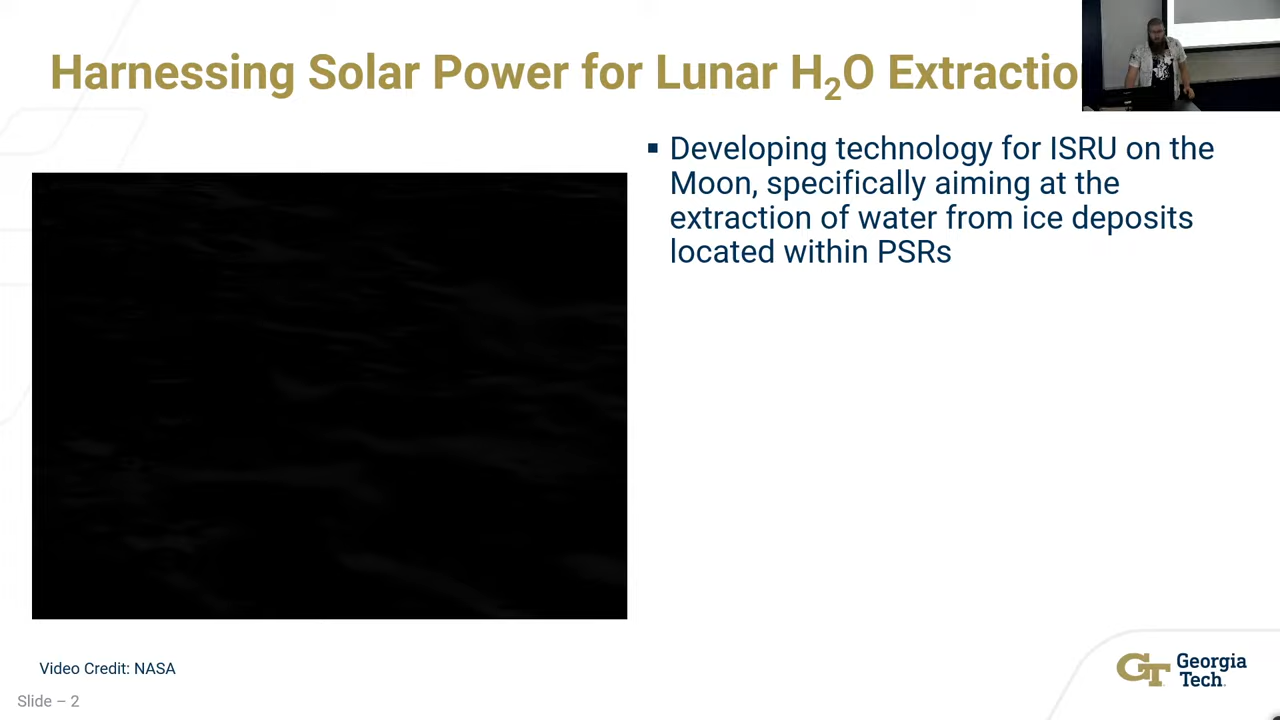 Harnessing Solar Power for Lunar H₂O Extractio
▪ Developing technology for ISRU on the
Moon, specifically aiming at the
extraction of water from ice deposits
located within PSRs
Video Credit: NASA
Slide – 2
GT Georgia
Tech